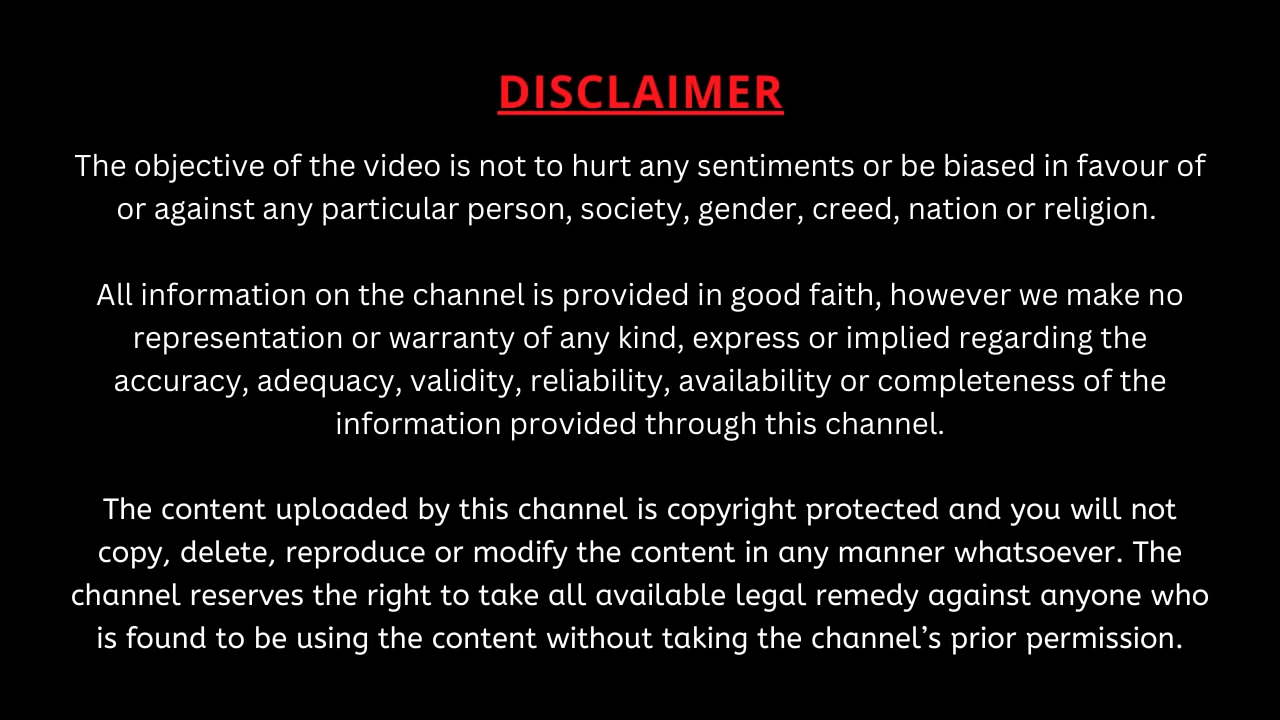 DISCLAIMER
The objective of the video is not to hurt any sentiments or be biased in favour of
or against any particular person, society, gender, creed, nation or religion.
All information on the channel is provided in good faith, however we make no
representation or warranty of any kind, express or implied regarding the
accuracy, adequacy, validity, reliability, availability or completeness of the
information provided through this channel.
The content uploaded by this channel is copyright protected and you will not
copy, delete, reproduce or modify the content in any manner whatsoever. The
channel reserves the right to take all available legal remedy against anyone who
is found to be using the content without taking the channel’s prior permission.